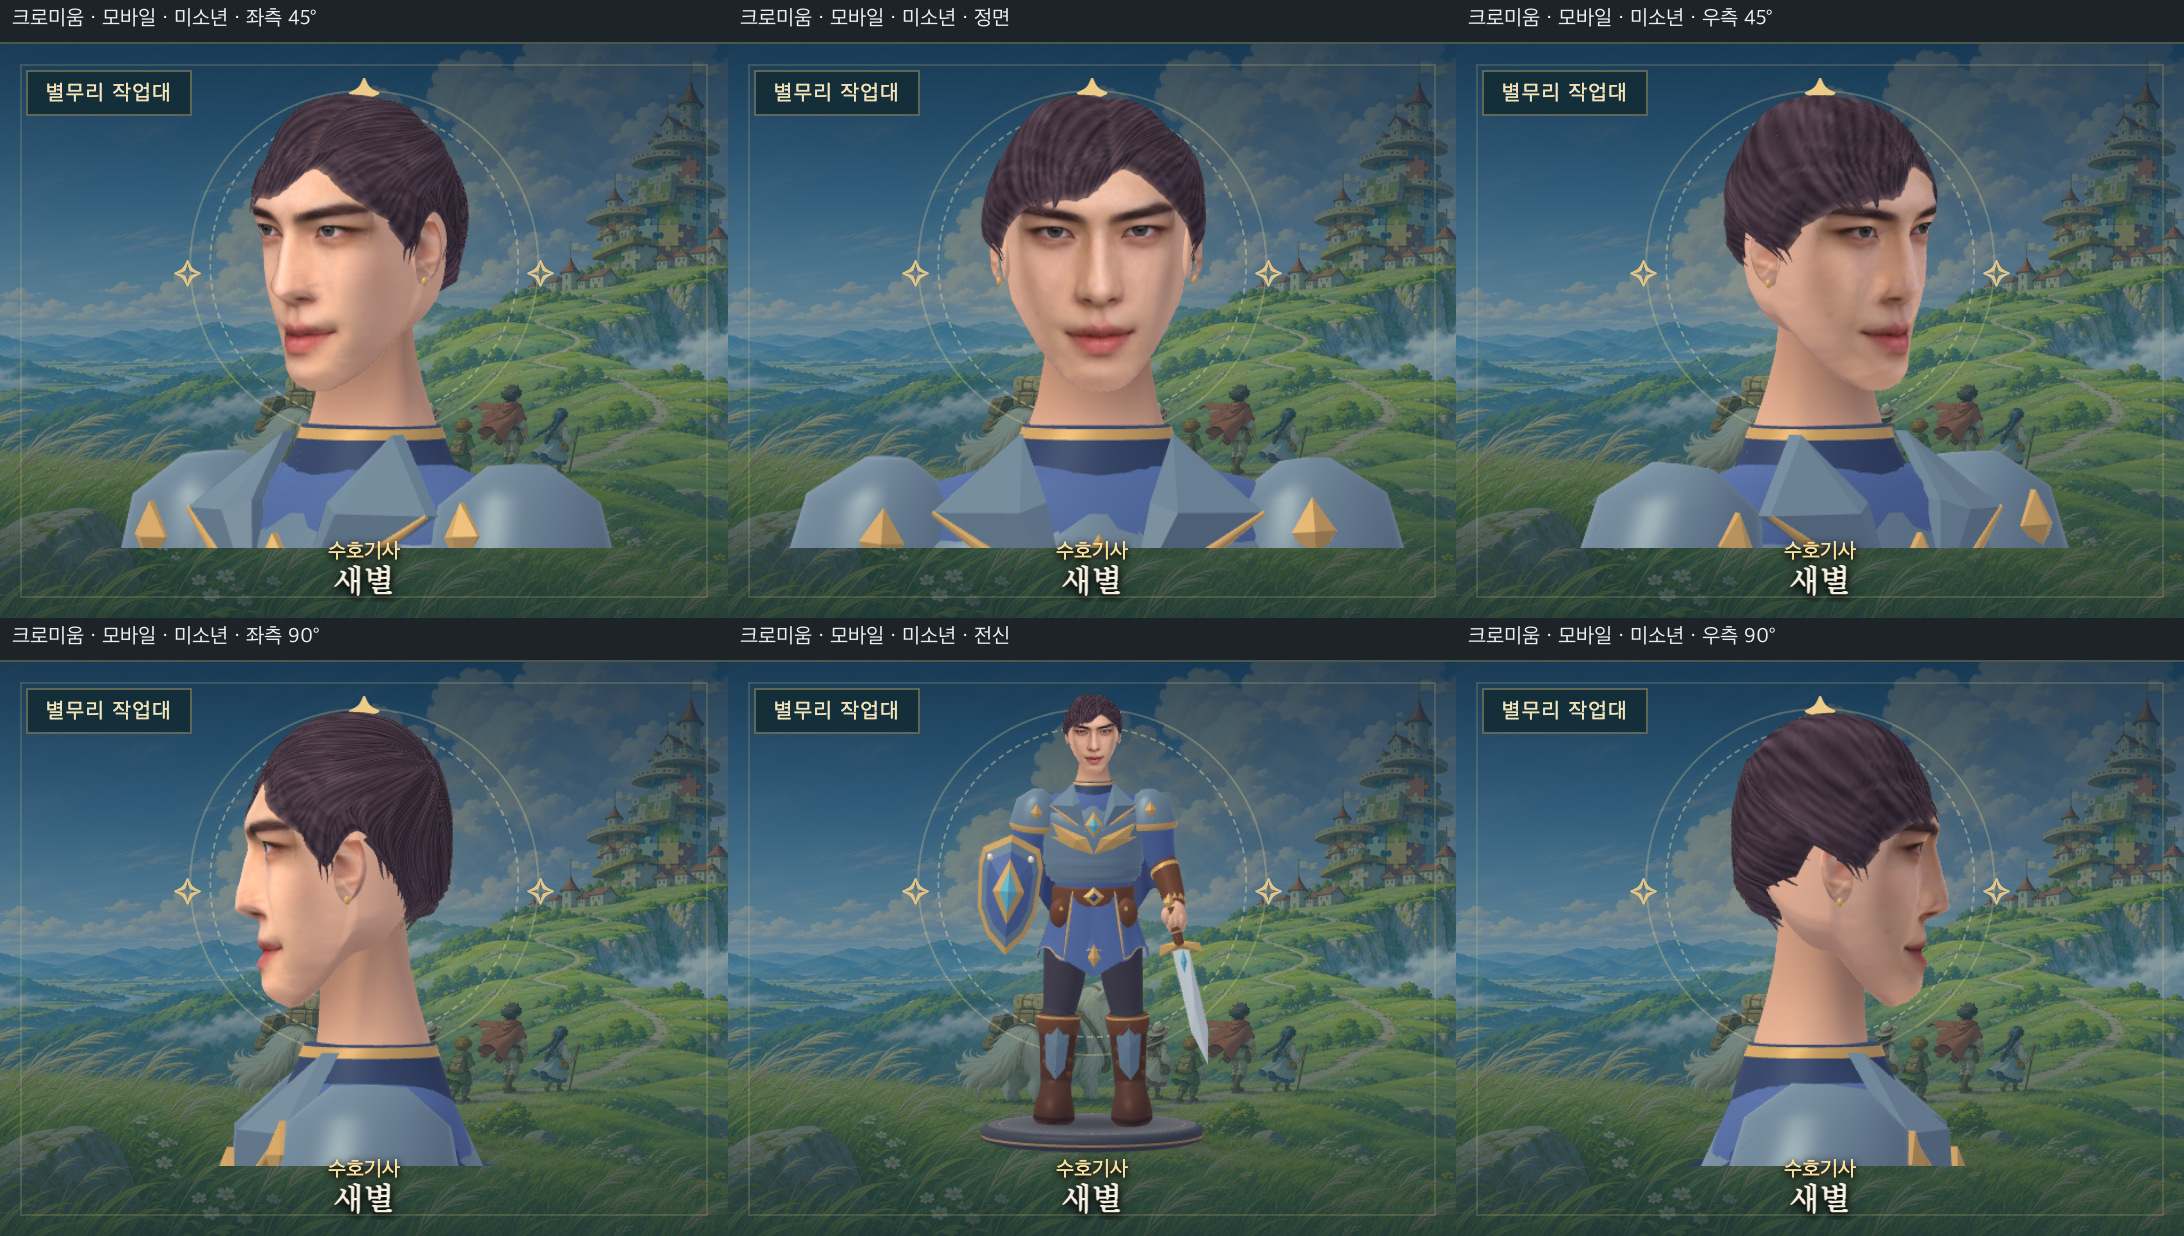 크로미움 · 모바일 · 미소년 · 좌측 45°
별무리 작업대
수호기사
새별
크로미움 · 모바일 · 미소년 · 정면
별무리 작업대
수호기사
새별
크로미움 · 모바일 · 미소년 · 우측 45°
별무리 작업대
수호기사
새별
크로미움 · 모바일 · 미소년 · 좌측 90°
별무리 작업대
수호기사
새별
크로미움 · 모바일 · 미소년 · 전신
별무리 작업대
수호기사
새별
크로미움 · 모바일 · 미소년 · 우측 90°
별무리 작업대
수호기사
새별